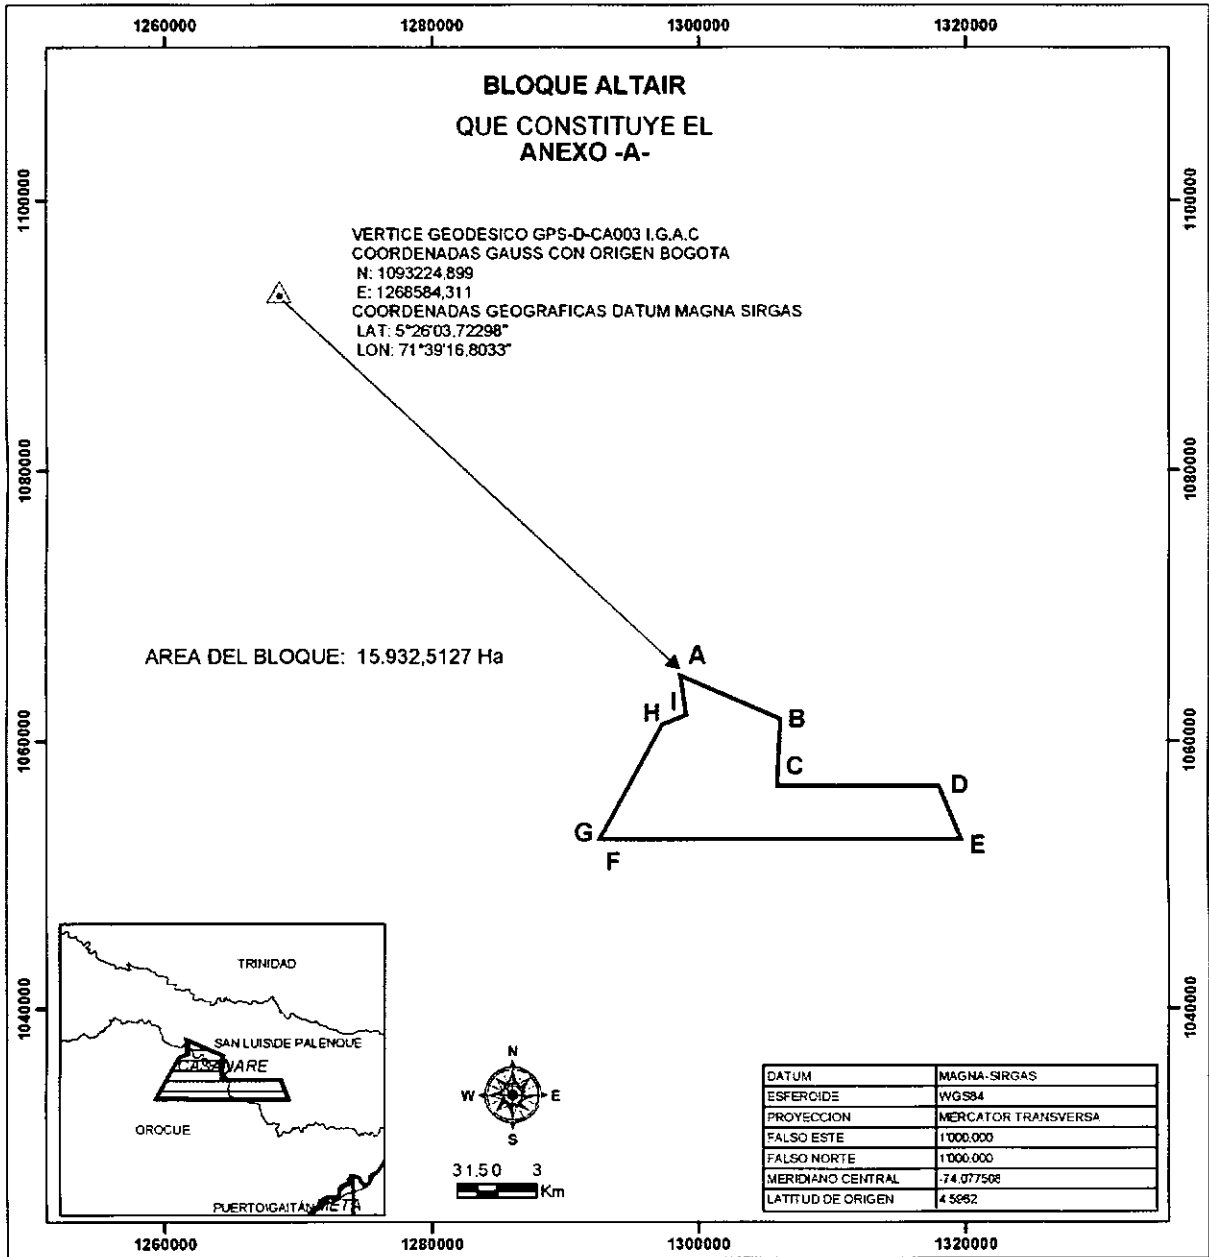 1260000 1280000 1300000 1320000
BLOQUE ALTAIR
QUE CONSTITUYE EL
ANEXO -A-
1100000 1100000
VERTICE GEODESICO GPS-D-CA003 I.G.A.C
COORDENADAS GAUSS CON ORIGEN BOGOTA
N: 1093224,899
E: 1268584,311
COORDENADAS GEOGRAFICAS DATUM MAGNA SIRGAS
LAT: 5°26'03,72298"
LON: 71°39'16,8033"
1080000 1080000
AREA DEL BLOQUE: 15.932,5127 Ha
A
I
H
B
1060000 1060000
C
D
G
E
F
TRINIDAD
1040000 1040000
SAN LUIS DE PALENQUE
CASANARE
OROCUE
PUERTO GAITÁN META
N
W E
S
3 1.5 0 3
Km
DATUM MAGNA-SIRGAS
ESFEROIDE WGS84
PROYECCION MERCATOR TRANSVERSA
FALSO ESTE 1'000.000
FALSO NORTE 1'000.000
MERIDIANO CENTRAL -74.077508
LATITUD DE ORIGEN 4.5962
1260000 1280000 1300000 1320000